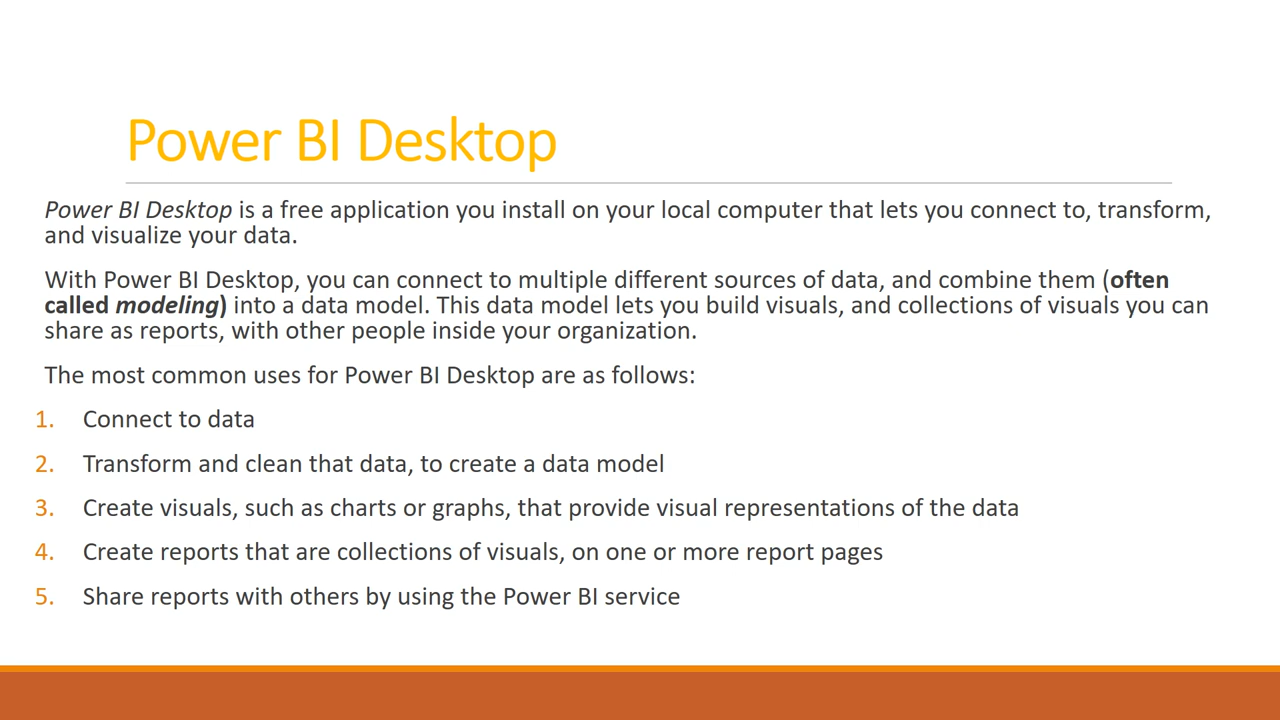 Power BI Desktop
Power BI Desktop is a free application you install on your local computer that lets you connect to, transform,
and visualize your data.
With Power BI Desktop, you can connect to multiple different sources of data, and combine them (often
called modeling) into a data model. This data model lets you build visuals, and collections of visuals you can
share as reports, with other people inside your organization.
The most common uses for Power BI Desktop are as follows:
1. Connect to data
2. Transform and clean that data, to create a data model
3. Create visuals, such as charts or graphs, that provide visual representations of the data
4. Create reports that are collections of visuals, on one or more report pages
5. Share reports with others by using the Power BI service